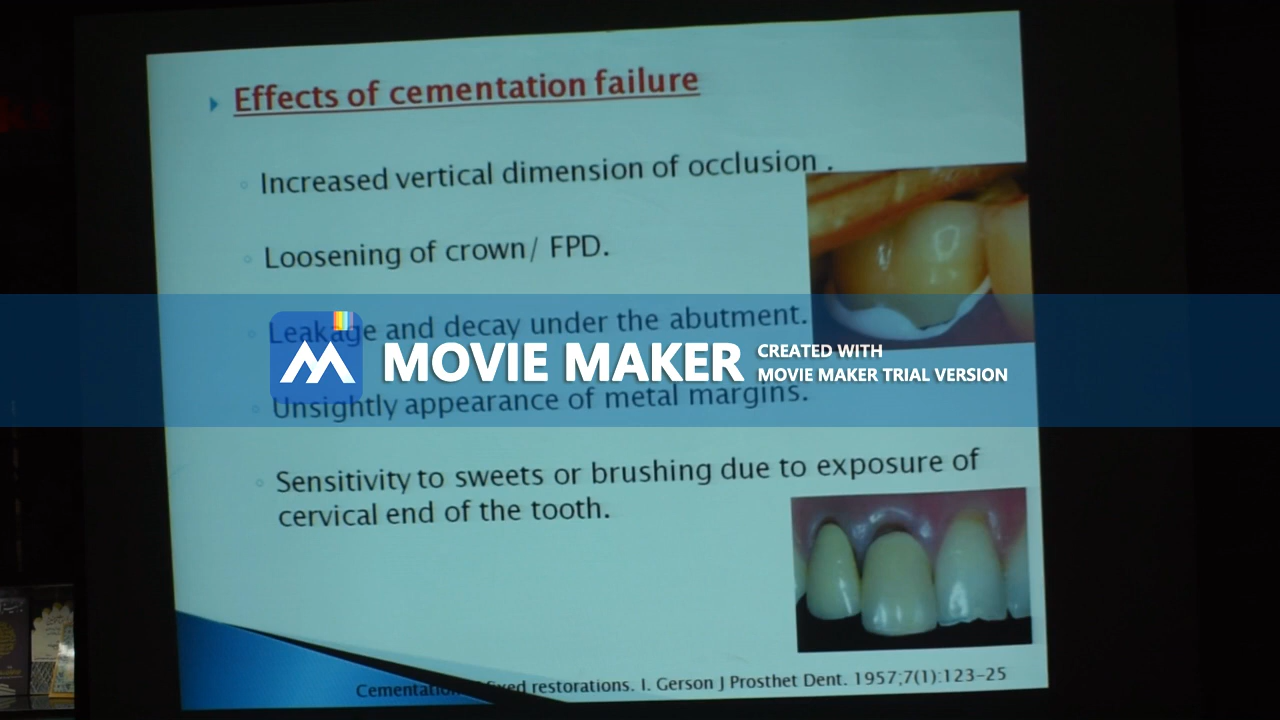 Effects of cementation failure
Increased vertical dimension of occlusion .
Loosening of crown/ FPD.
Leakage and decay under the abutment.
MOVIE MAKER
CREATED WITH
MOVIE MAKER TRIAL VERSION
Unsightly appearance of metal margins.
Sensitivity to sweets or brushing due to exposure of
cervical end of the tooth.
restorations. I. Gerson J Prosthet Dent. 1957;7(1):123-25